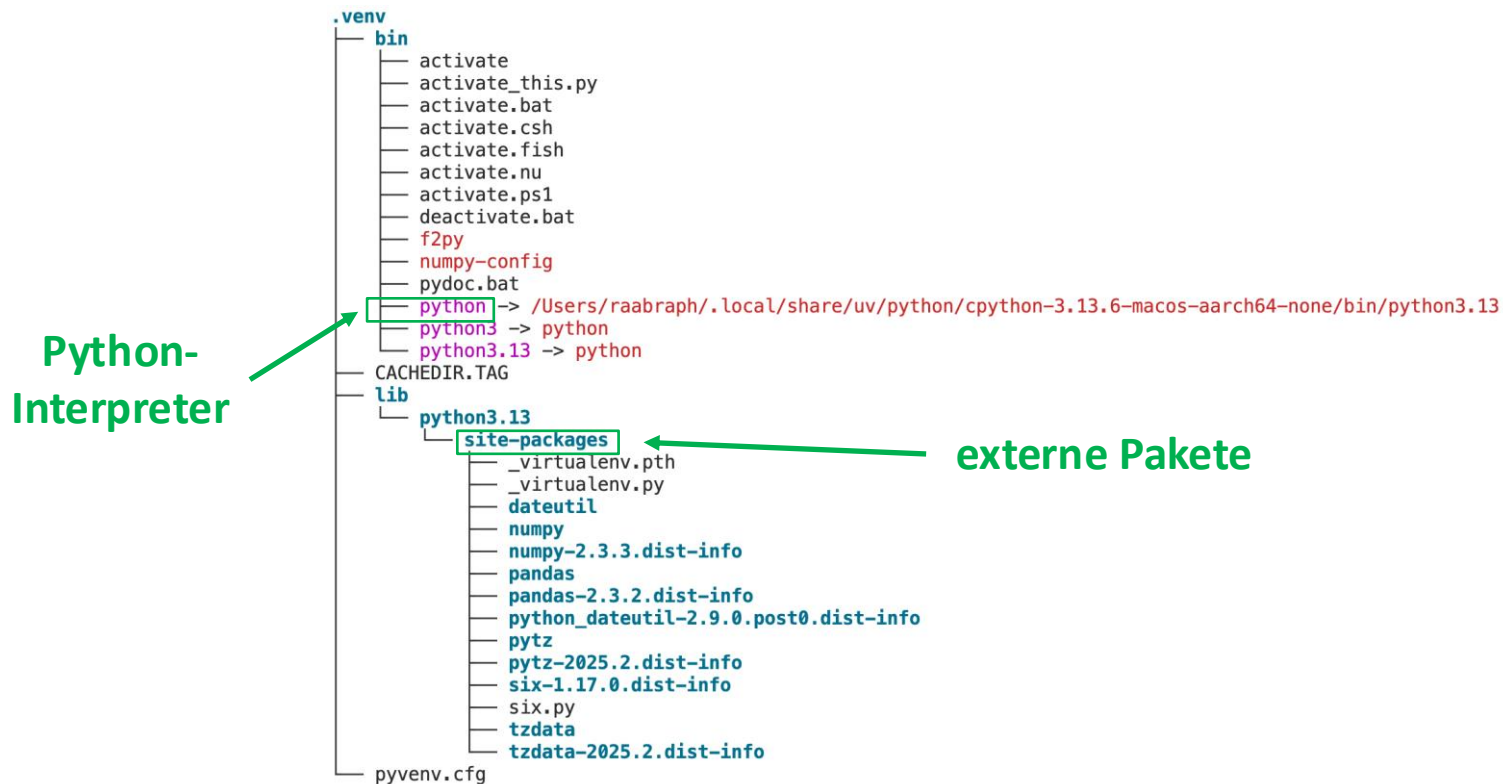 .venv
├── bin
│   ├── activate
│   ├── activate_this.py
│   ├── activate.bat
│   ├── activate.csh
│   ├── activate.fish
│   ├── activate.nu
│   ├── activate.ps1
│   ├── deactivate.bat
│   ├── f2py
│   ├── numpy-config
│   ├── pydoc.bat
│   ├── python -> /Users/raabraph/.local/share/uv/python/cpython-3.13.6-macos-aarch64-none/bin/python3.13
│   ├── python3 -> python
│   └── python3.13 -> python
├── CACHEDIR.TAG
├── lib
│   └── python3.13
│       └── site-packages
│           ├── _virtualenv.pth
│           ├── _virtualenv.py
│           ├── dateutil
│           ├── numpy
│           ├── numpy-2.3.3.dist-info
│           ├── pandas
│           ├── pandas-2.3.2.dist-info
│           ├── python_dateutil-2.9.0.post0.dist-info
│           ├── pytz
│           ├── pytz-2025.2.dist-info
│           ├── six-1.17.0.dist-info
│           ├── six.py
│           ├── tzdata
│           └── tzdata-2025.2.dist-info
└── pyvenv.cfg
Python-
Interpreter
externe Pakete